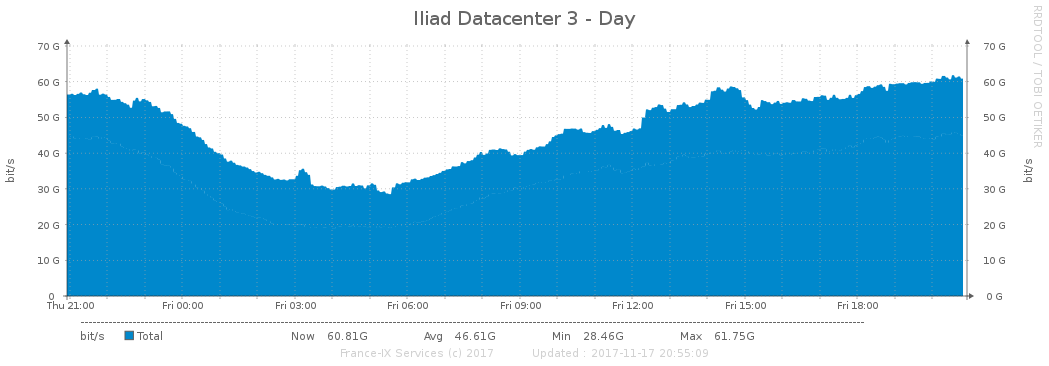 Iliad Datacenter 3 - Day
RRDTOOL / TOBI OETIKER
70 G 70 G
60 G 60 G
50 G 50 G
40 G 40 G
30 G 30 G
20 G 20 G
10 G 10 G
0 0 G
bit/s bit/s
Thu 21:00 Fri 00:00 Fri 03:00 Fri 06:00 Fri 09:00 Fri 12:00 Fri 15:00 Fri 18:00
bit/s Total Now 60.81G Avg 46.61G Min 28.46G Max 61.75G
France-IX Services (c) 2017 Updated : 2017-11-17 20:55:09